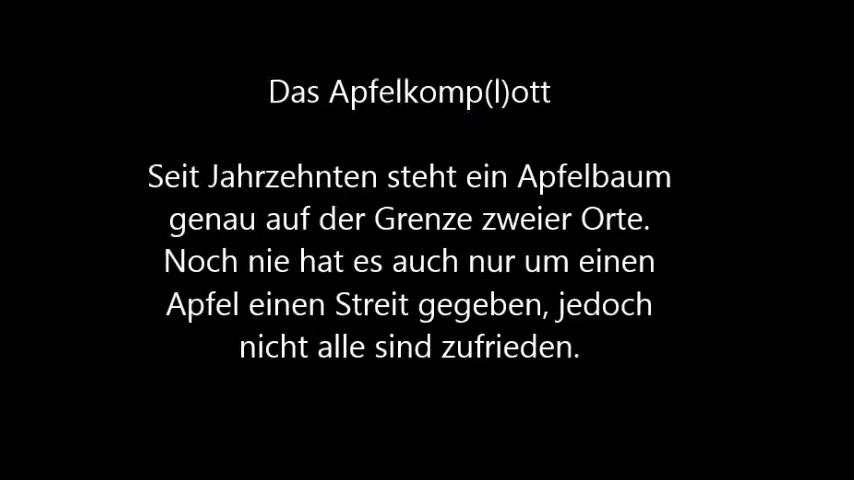 Das Apfelkomp(l)ott
Seit Jahrzehnten steht ein Apfelbaum
genau auf der Grenze zweier Orte.
Noch nie hat es auch nur um einen
Apfel einen Streit gegeben, jedoch
nicht alle sind zufrieden.